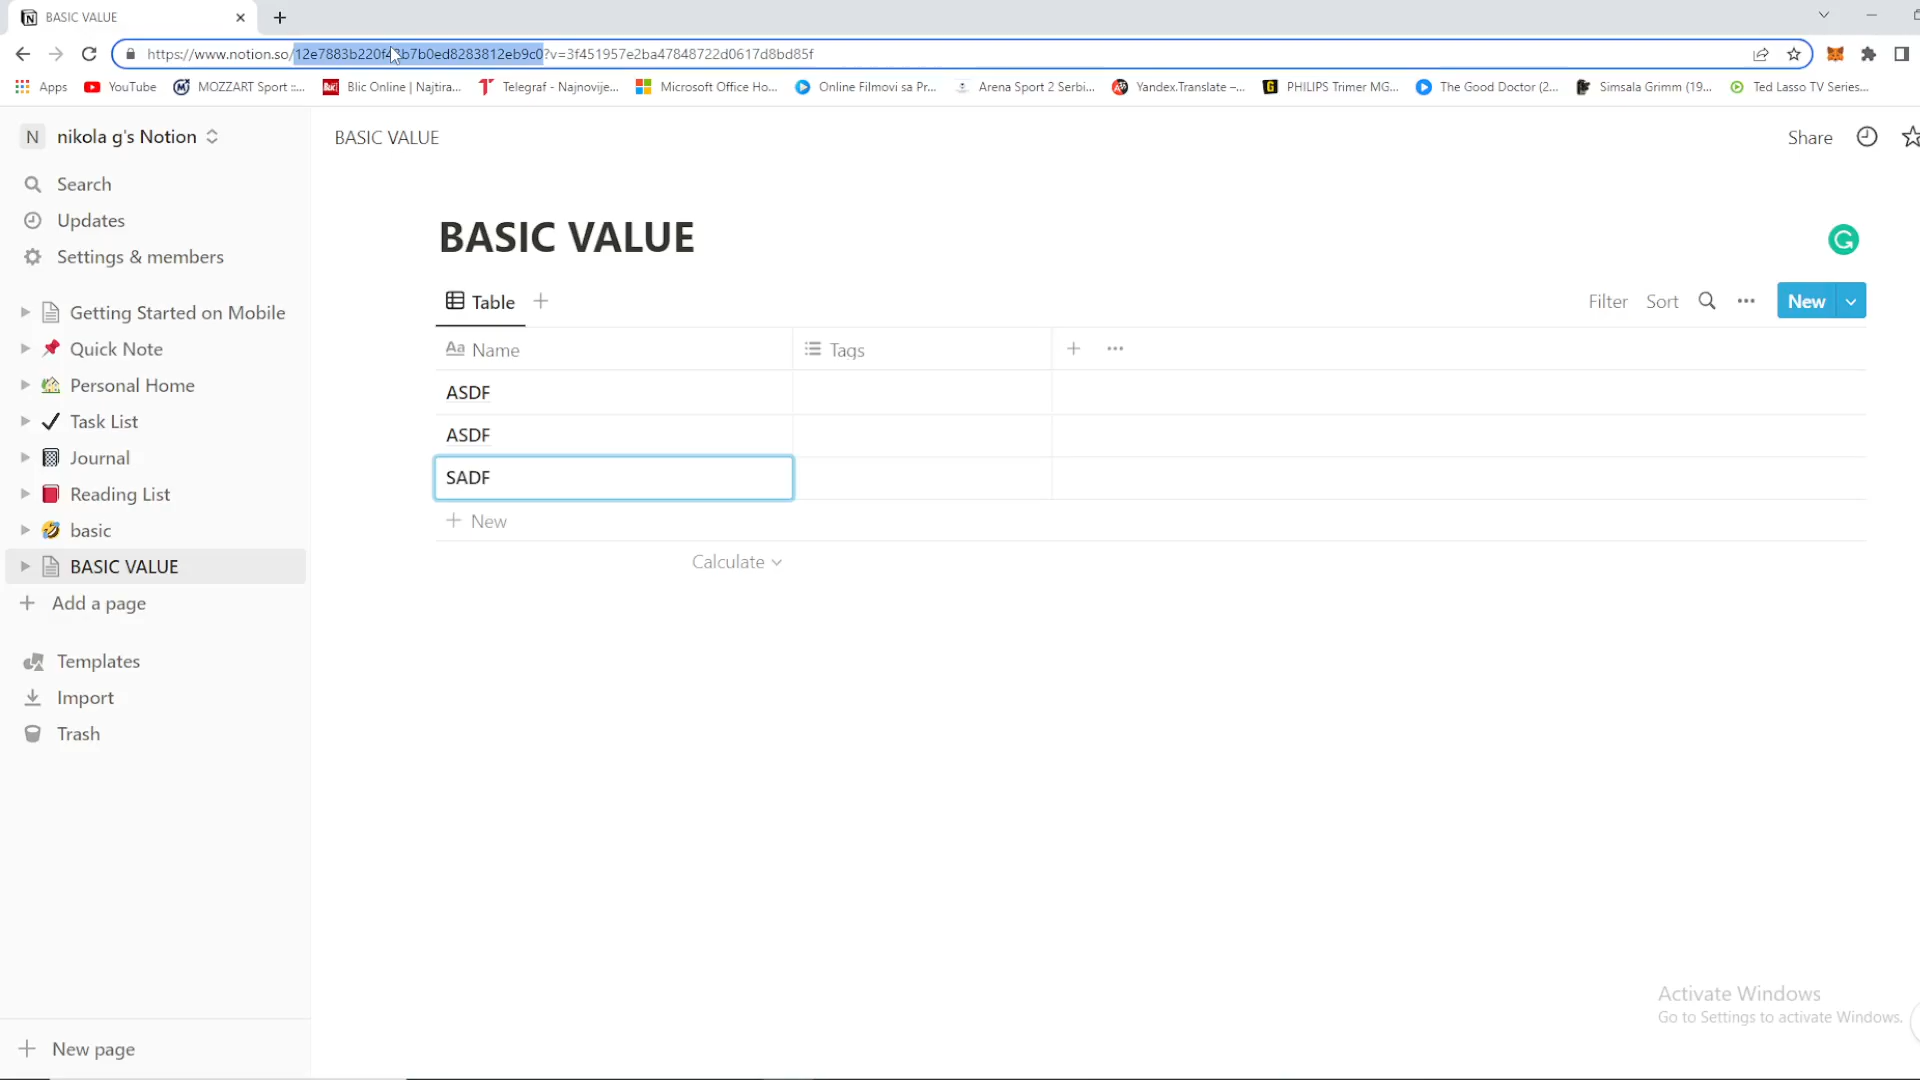 BASIC VALUE
https://www.notion.so/12e7883b220f43b7b0ed8283812eb9c0?v=3f451957e2ba47848722d0617d8bd85f
Apps YouTube MOZZART Sport ::... Blic Online | Najtira... Telegraf - Najnovije... Microsoft Office Ho... Online Filmovi sa Pr... Arena Sport 2 Serbi... Yandex.Translate –... PHILIPS Trimer MG... The Good Doctor (2... Simsala Grimm (19... Ted Lasso TV Series...
N nikola g's Notion
BASIC VALUE
Share
Search
Updates
Settings & members
Getting Started on Mobile
Quick Note
Personal Home
Task List
Journal
Reading List
basic
BASIC VALUE
Add a page
Templates
Import
Trash
New page
BASIC VALUE
Table
Filter Sort New
Aa Name Tags
ASDF
ASDF
SADF
New
Calculate
Activate Windows
Go to Settings to activate Windows.